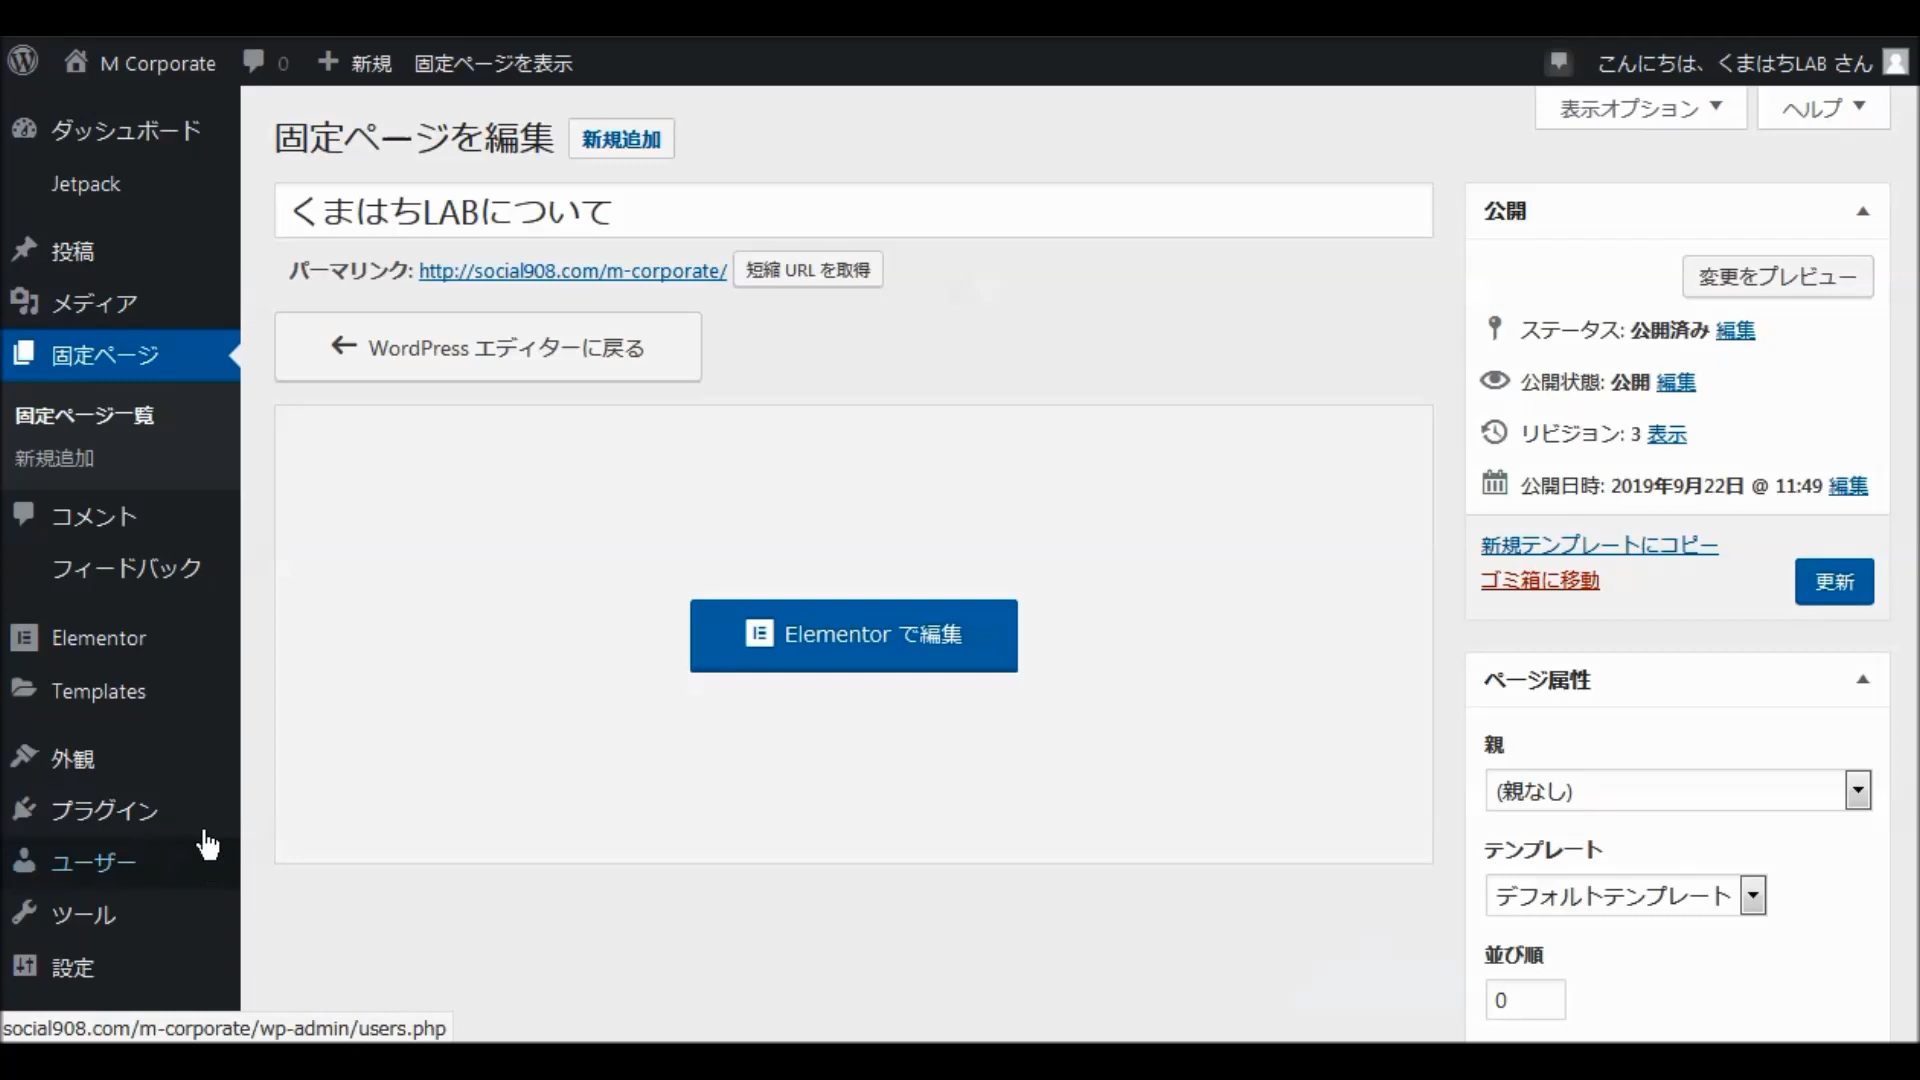 M Corporate
0
新規
固定ページを表示
こんにちは、くまはちLAB さん
ダッシュボード
Jetpack
投稿
メディア
固定ページ
固定ページ一覧
新規追加
コメント
フィードバック
Elementor
Templates
外観
プラグイン
ユーザー
ツール
設定
social908.com/m-corporate/wp-admin/users.php
表示オプション
ヘルプ
固定ページを編集
新規追加
くまはちLABについて
パーマリンク: http://social908.com/m-corporate/
短縮 URL を取得
WordPress エディターに戻る
Elementor で編集
公開
変更をプレビュー
ステータス: 公開済み 編集
公開状態: 公開 編集
リビジョン: 3 表示
公開日時: 2019年9月22日 @ 11:49 編集
新規テンプレートにコピー
ゴミ箱に移動
更新
ページ属性
親
(親なし)
テンプレート
デフォルトテンプレート
並び順
0